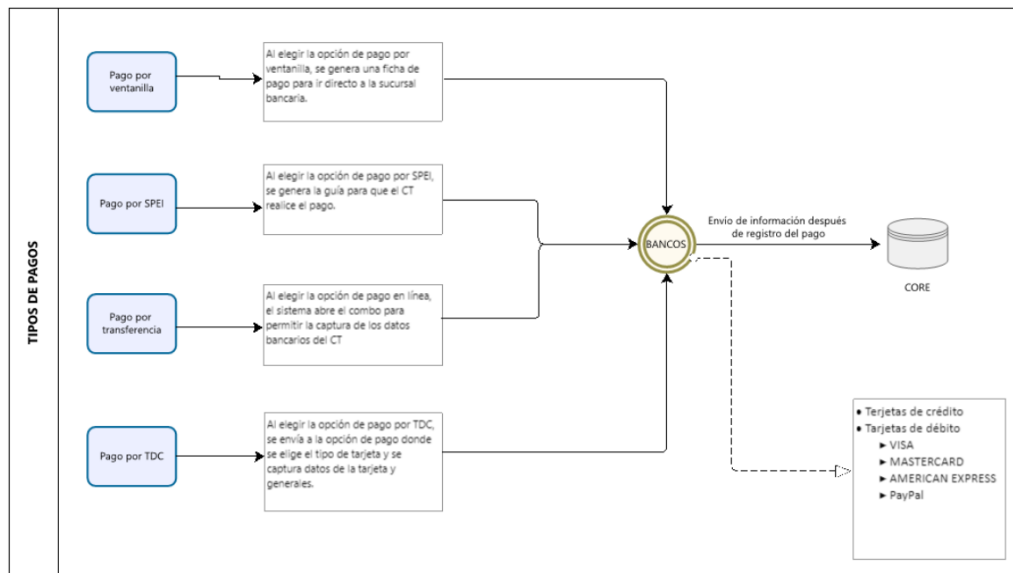 TIPOS DE PAGOS
Pago por
ventanilla
Al elegir la opción de pago por
ventanilla, se genera una ficha de
pago para ir directo a la sucursal
bancaria.
Pago por SPEI
Al elegir la opción de pago por SPEI,
se genera la guía para que el CT
realice el pago.
Pago por
transferencia
Al elegir la opción de pago en línea,
el sistema abre el combo para
permitir la captura de los datos
bancarios del CT
Pago por TDC
Al elegir la opción de pago por TDC,
se envía a la opción de pago donde
se elige el tipo de tarjeta y se
captura datos de la tarjeta y
generales.
BANCOS
Envío de información después
de registro del pago
CORE
• Terjetas de crédito
• Tarjetas de débito
► VISA
► MASTERCARD
► AMERICAN EXPRESS
► PayPal